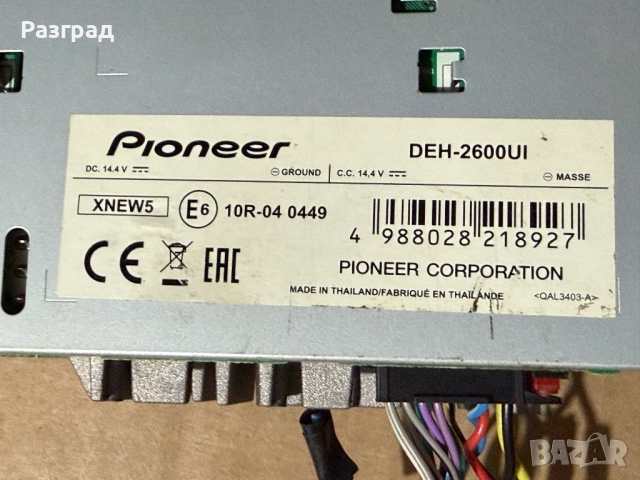 Разград
Pioneer
DEH-2600UI
DC. 14.4 V ⎓ ⊖ GROUND
C.C. 14,4 V ⎓ ⊖ MASSE
XNEW5
E6
10R-04 0449
4 988028 218927
CE
EAC
PIONEER CORPORATION
MADE IN THAILAND/FABRIQUÉ EN THAÏLANDE
<QAL3403-A>
BAZAR